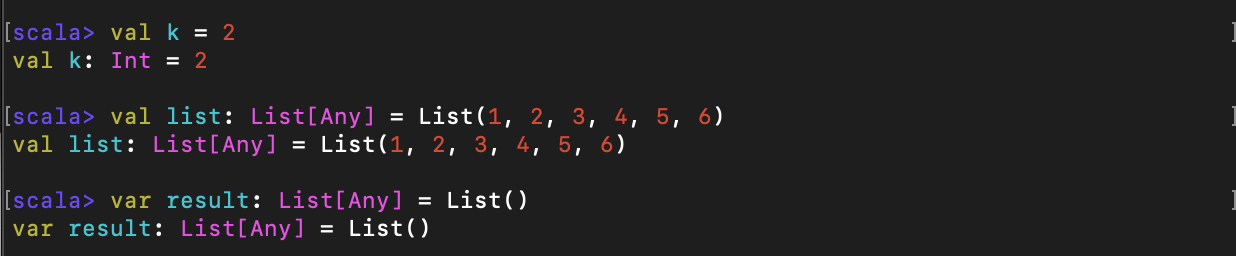 [scala> val k = 2 ]
val k: Int = 2
[scala> val list: List[Any] = List(1, 2, 3, 4, 5, 6) ]
val list: List[Any] = List(1, 2, 3, 4, 5, 6)
[scala> var result: List[Any] = List() ]
var result: List[Any] = List()